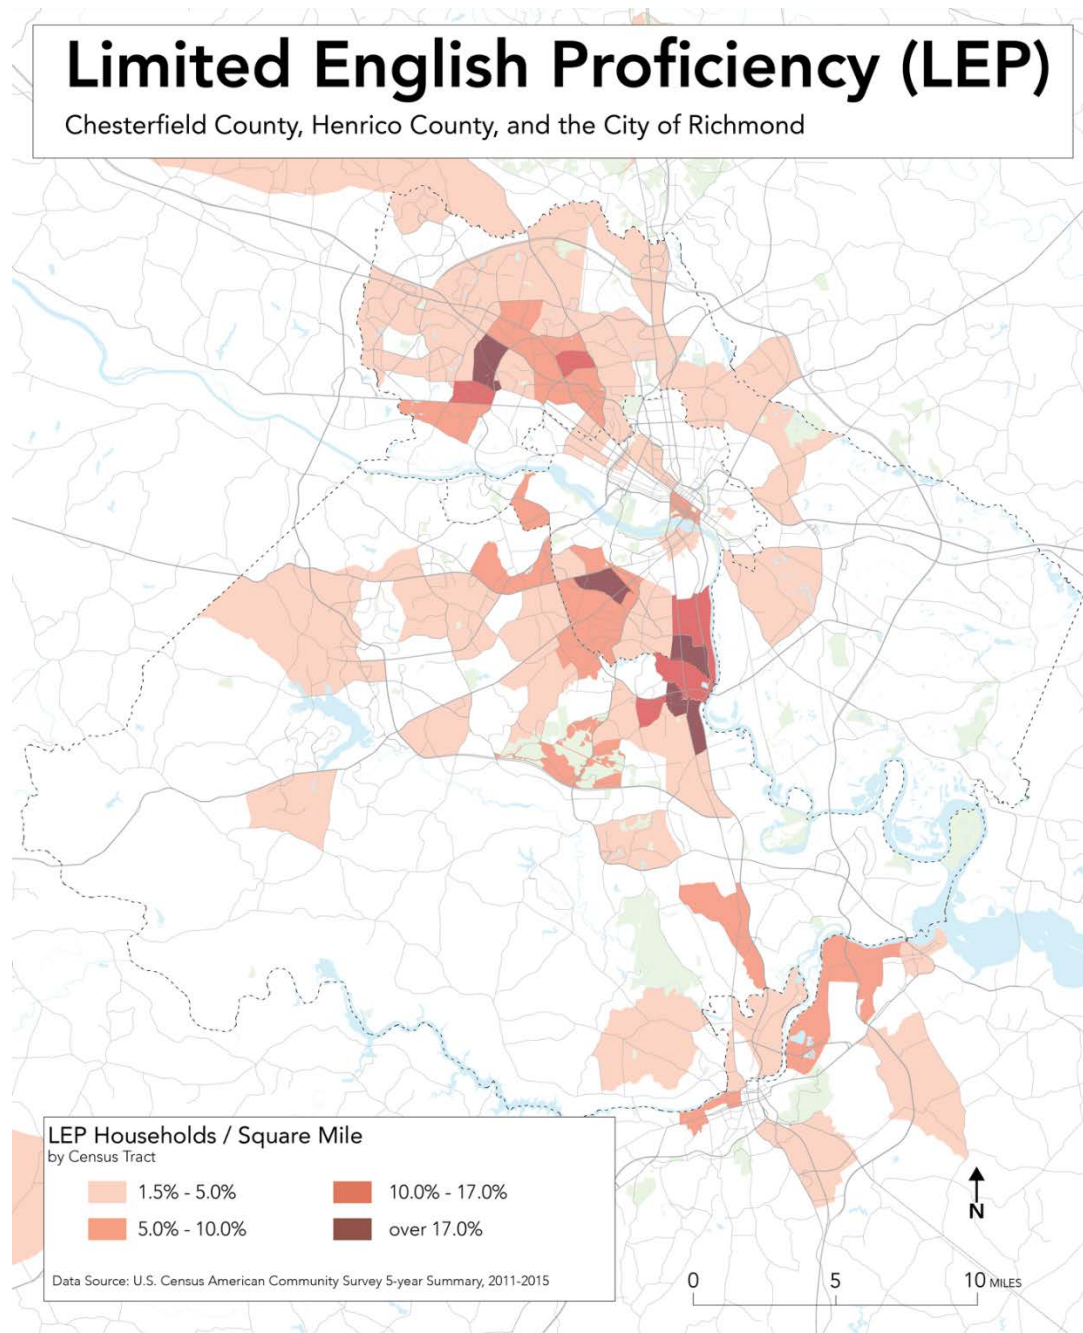 Limited English Proficiency (LEP)
Chesterfield County, Henrico County, and the City of Richmond
LEP Households / Square Mile
by Census Tract
1.5% - 5.0%
10.0% - 17.0%
5.0% - 10.0%
over 17.0%
Data Source: U.S. Census American Community Survey 5-year Summary, 2011-2015
N
0 5 10 MILES